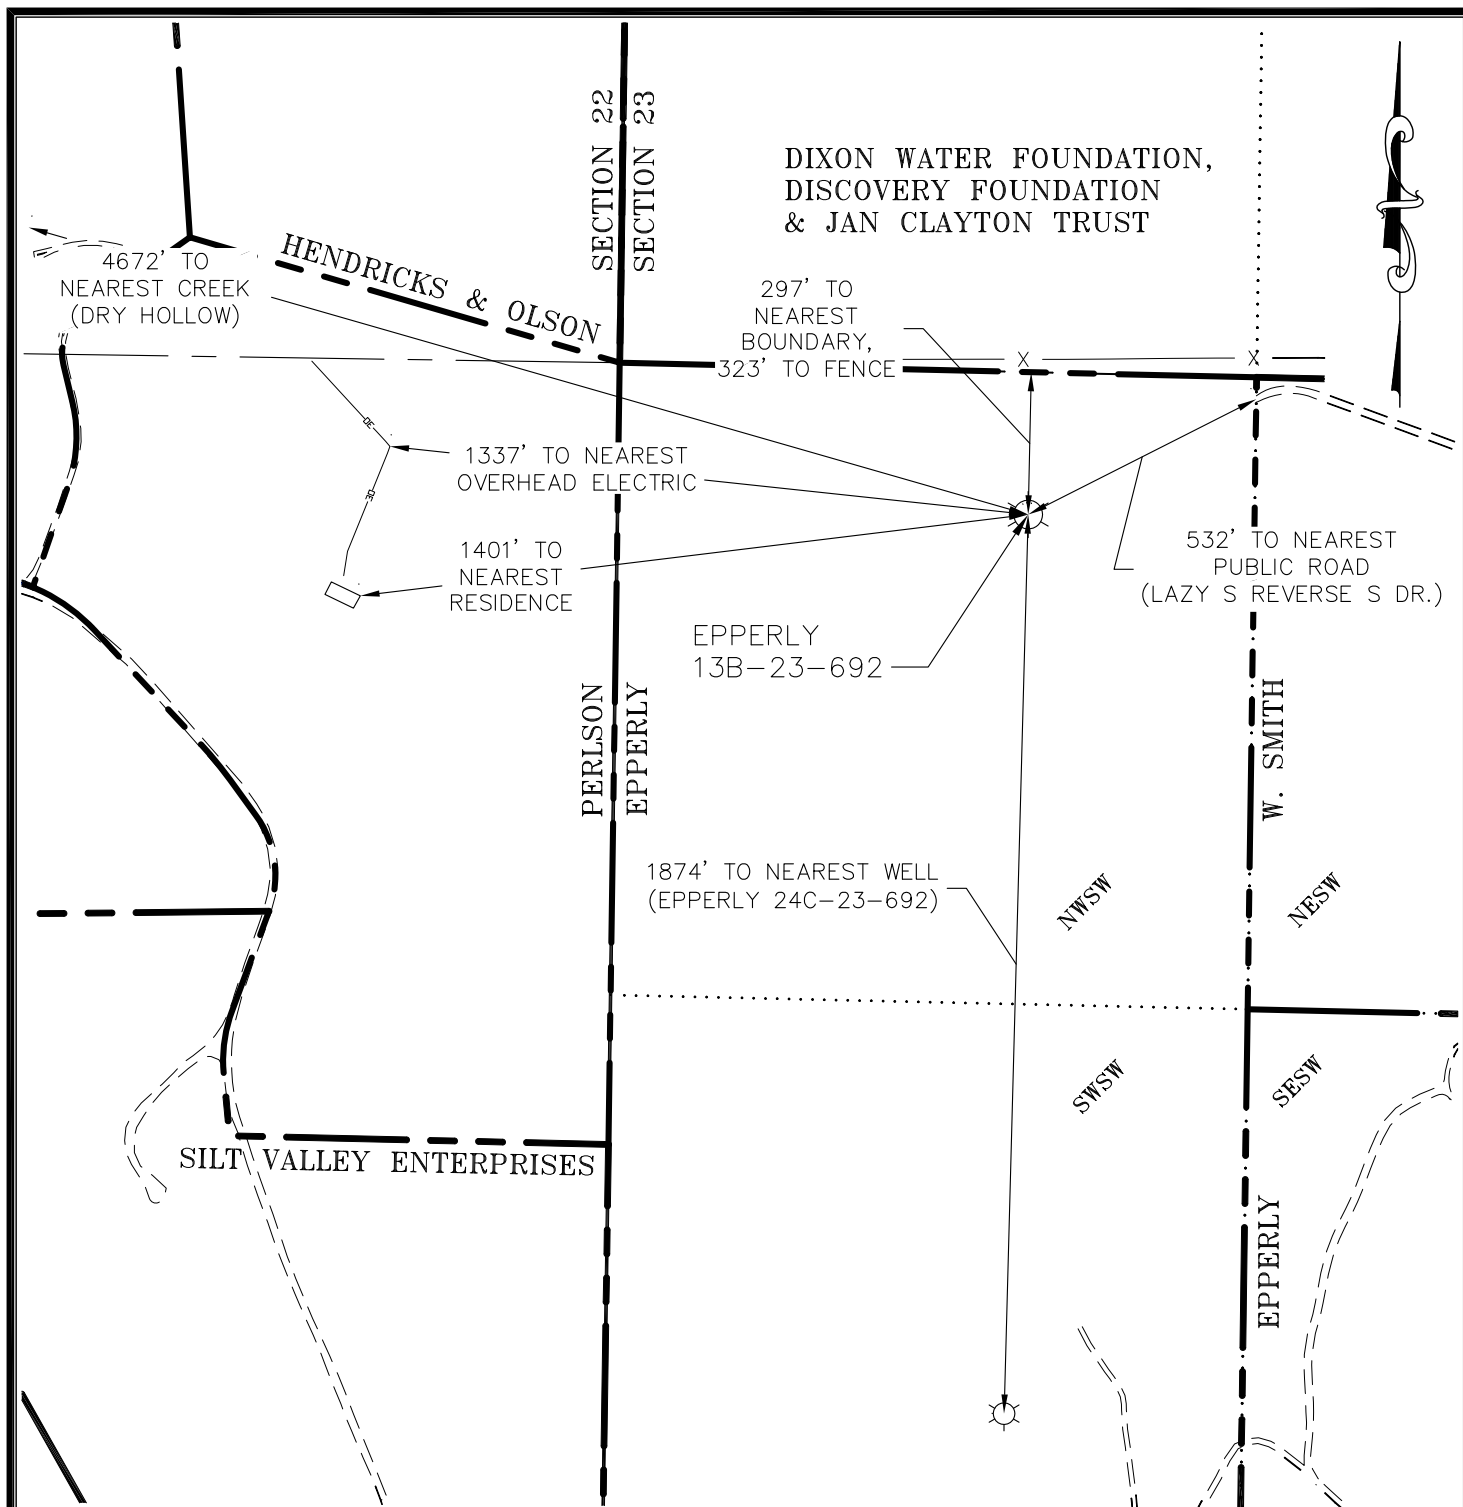 SECTION 22
SECTION 23
DIXON WATER FOUNDATION,
DISCOVERY FOUNDATION
& JAN CLAYTON TRUST
HENDRICKS & OLSON
4672' TO
NEAREST CREEK
(DRY HOLLOW)
297' TO
NEAREST
BOUNDARY,
323' TO FENCE
X
X
OE
OE
1337' TO NEAREST
OVERHEAD ELECTRIC
1401' TO
NEAREST
RESIDENCE
532' TO NEAREST
PUBLIC ROAD
(LAZY S REVERSE S DR.)
EPPERLY
13B-23-692
PERLSON
EPPERLY
W. SMITH
1874' TO NEAREST WELL
(EPPERLY 24C-23-692)
NWSW
NESW
SWSW
SESW
SILT VALLEY ENTERPRISES
EPPERLY